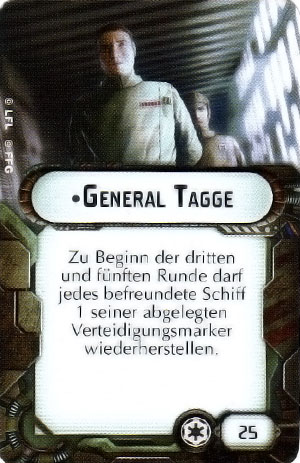 © LFL © FFG
•GENERAL TAGGE
Zu Beginn der dritten
und fünften Runde darf
jedes befreundete Schiff
1 seiner abgelegten
Verteidigungsmarker
wiederherstellen.
25